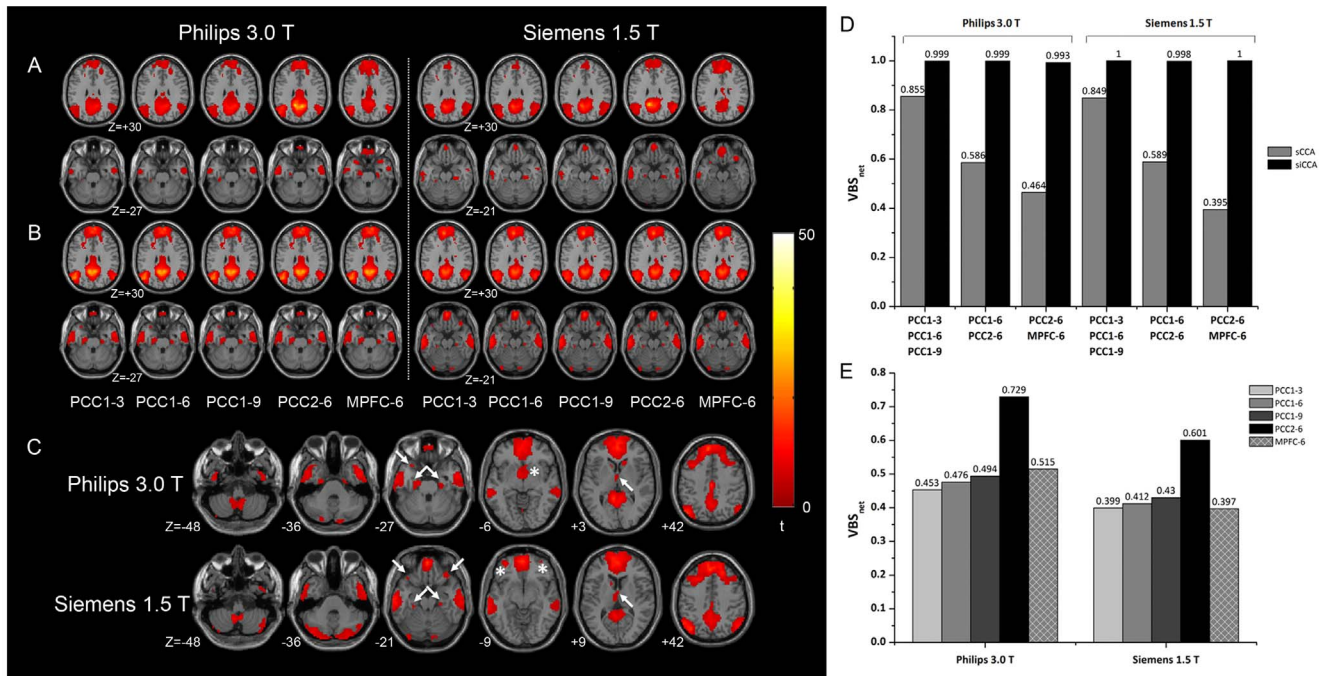 Philips 3.0 T Siemens 1.5 T
A
Z=+30 Z=+30
Z=-27 Z=-21
B
Z=+30 Z=+30
Z=-27 Z=-21
PCC1-3 PCC1-6 PCC1-9 PCC2-6 MPFC-6 PCC1-3 PCC1-6 PCC1-9 PCC2-6 MPFC-6
50
t
C
Philips 3.0 T
Z=-48 -36 -27 -6 +3 +42
* 
Siemens 1.5 T
Z=-48 -36 -21 -9 +9 +42
* *
D
Philips 3.0 T Siemens 1.5 T
0.855 0.999 0.586 0.999 0.464 0.993 0.849 1 0.589 0.998 0.395 1
1.0
0.8
0.6
0.4
0.2
0.0
VBSnet
sCCA
siCCA
PCC1-3 PCC1-6 PCC2-6 PCC1-3 PCC1-6 PCC2-6
PCC1-6 PCC2-6 MPFC-6 PCC1-6 PCC2-6 MPFC-6
PCC1-9 PCC1-9
E
0.8
0.7
0.6
0.5
0.4
0.3
0.2
0.1
0.0
VBSnet
0.453 0.476 0.494 0.729 0.515 0.399 0.412 0.43 0.601 0.397
PCC1-3
PCC1-6
PCC1-9
PCC2-6
MPFC-6
Philips 3.0 T Siemens 1.5 T